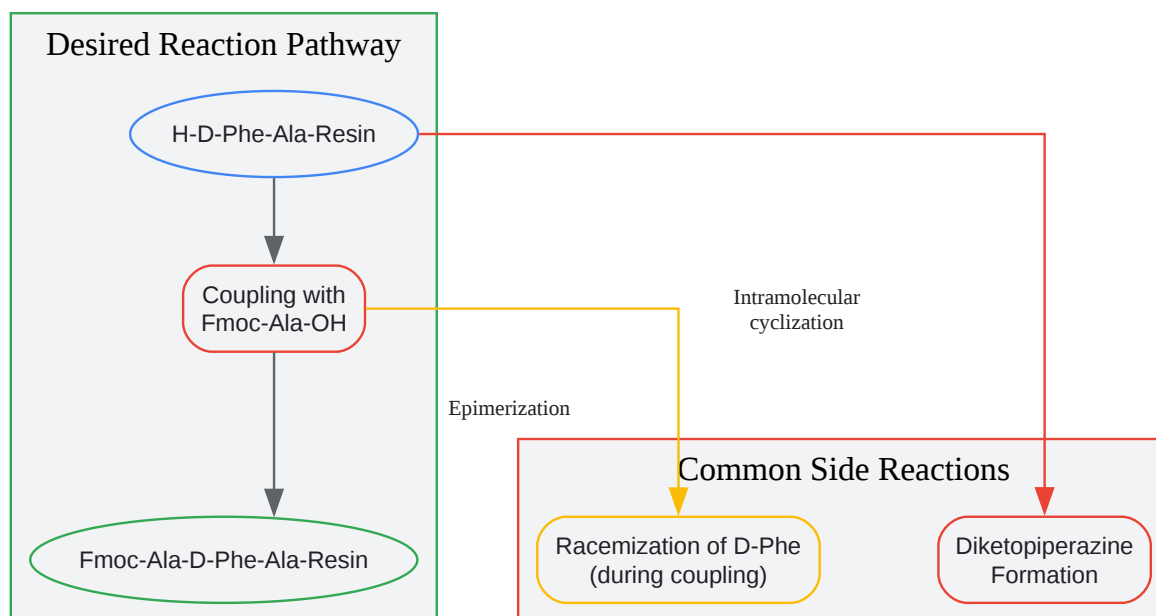 Desired Reaction Pathway
H-D-Phe-Ala-Resin
Coupling with
Fmoc-Ala-OH
Intramolecular
cyclization
Epimerization
Common Side Reactions
Fmoc-Ala-D-Phe-Ala-Resin
Racemization of D-Phe
(during coupling)
Diketopiperazine
Formation